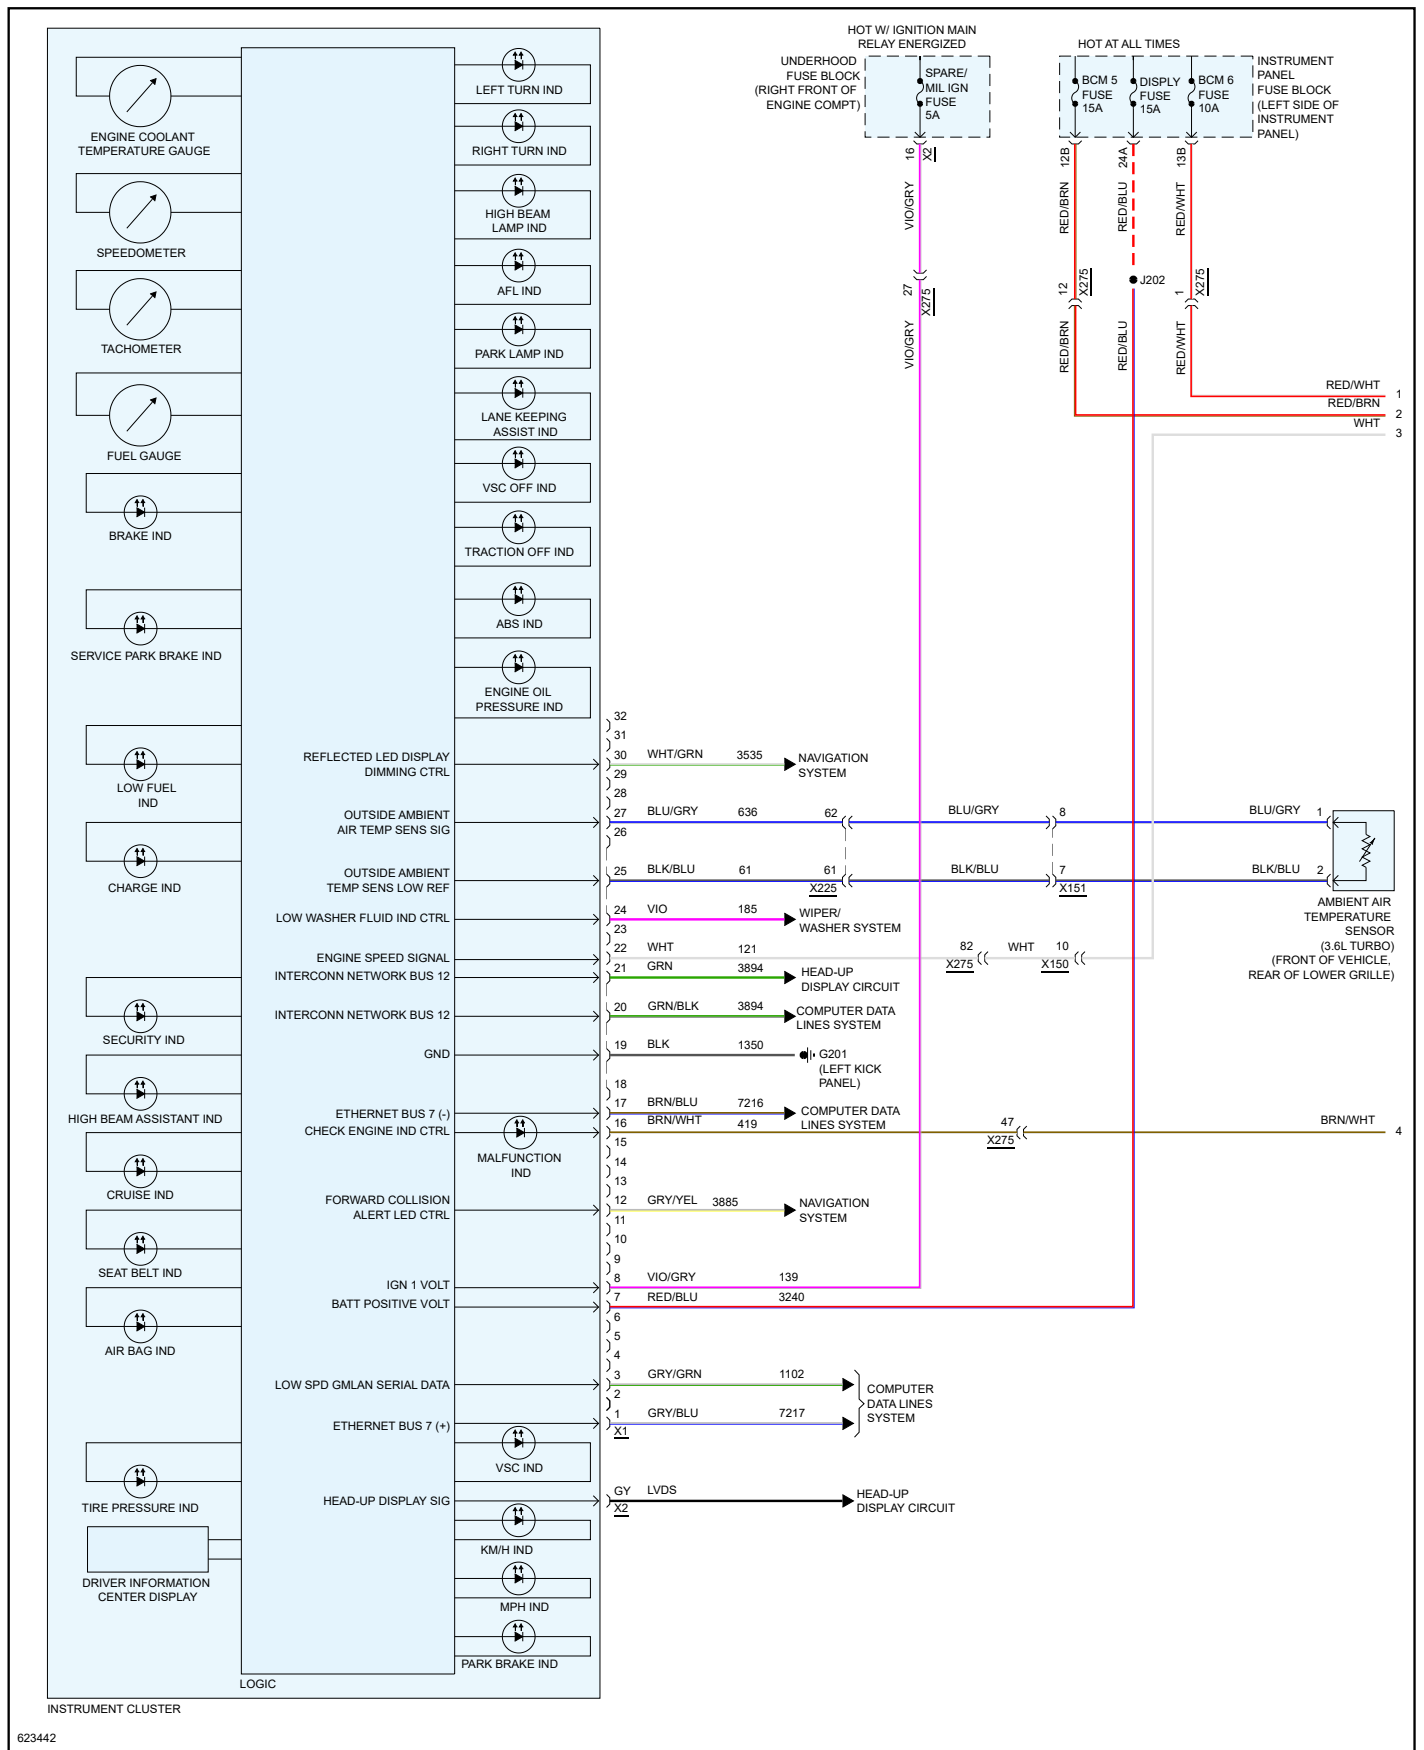 HOT W/ IGNITION MAIN
RELAY ENERGIZED
HOT AT ALL TIMES
UNDERHOOD
FUSE BLOCK
(RIGHT FRONT OF
ENGINE COMPT)
SPARE/
MIL IGN
FUSE
5A
BCM 5
FUSE
15A
DISPLY
FUSE
15A
BCM 6
FUSE
10A
INSTRUMENT
PANEL
FUSE BLOCK
(LEFT SIDE OF
INSTRUMENT
PANEL)
16
X2
12B
24A
13B
VIO/GRY
RED/BRN
RED/BLU
RED/WHT
27
X275
12
X275
J202
1
X275
VIO/GRY
RED/BRN
RED/BLU
RED/WHT
RED/WHT 1
RED/BRN 2
WHT 3
ENGINE COOLANT
TEMPERATURE GAUGE
SPEEDOMETER
TACHOMETER
FUEL GAUGE
BRAKE IND
SERVICE PARK BRAKE IND
LOW FUEL
IND
CHARGE IND
SECURITY IND
HIGH BEAM ASSISTANT IND
CRUISE IND
SEAT BELT IND
AIR BAG IND
TIRE PRESSURE IND
DRIVER INFORMATION
CENTER DISPLAY
LEFT TURN IND
RIGHT TURN IND
HIGH BEAM
LAMP IND
AFL IND
PARK LAMP IND
LANE KEEPING
ASSIST IND
VSC OFF IND
TRACTION OFF IND
ABS IND
ENGINE OIL
PRESSURE IND
32
31
REFLECTED LED DISPLAY
DIMMING CTRL
30 WHT/GRN 3535
NAVIGATION
SYSTEM
29
28
OUTSIDE AMBIENT
AIR TEMP SENS SIG
27 BLU/GRY 636 62 BLU/GRY 8 BLU/GRY 1
26
OUTSIDE AMBIENT
TEMP SENS LOW REF
25 BLK/BLU 61 61 BLK/BLU 7 BLK/BLU 2
X225
X151
AMBIENT AIR
TEMPERATURE
SENSOR
(3.6L TURBO)
(FRONT OF VEHICLE,
REAR OF LOWER GRILLE)
LOW WASHER FLUID IND CTRL
24 VIO 185
WIPER/
WASHER SYSTEM
23
ENGINE SPEED SIGNAL
22 WHT 121 82 WHT 10
X275 X150
INTERCONN NETWORK BUS 12
21 GRN 3894
HEAD-UP
DISPLAY CIRCUIT
INTERCONN NETWORK BUS 12
20 GRN/BLK 3894
COMPUTER DATA
LINES SYSTEM
GND
19 BLK 1350
G201
(LEFT KICK
PANEL)
18
ETHERNET BUS 7 (-)
17 BRN/BLU 7216
COMPUTER DATA
LINES SYSTEM
CHECK ENGINE IND CTRL
MALFUNCTION
IND
16 BRN/WHT 419 47 BRN/WHT 4
X275
15
14
13
FORWARD COLLISION
ALERT LED CTRL
12 GRY/YEL 3885
NAVIGATION
SYSTEM
11
10
9
IGN 1 VOLT
8 VIO/GRY 139
BATT POSITIVE VOLT
7 RED/BLU 3240
6
5
4
LOW SPD GMLAN SERIAL DATA
3 GRY/GRN 1102
2
ETHERNET BUS 7 (+)
1 GRY/BLU 7217
X1
COMPUTER
DATA LINES
SYSTEM
VSC IND
HEAD-UP DISPLAY SIG
GY LVDS
X2
HEAD-UP
DISPLAY CIRCUIT
KM/H IND
MPH IND
PARK BRAKE IND
LOGIC
INSTRUMENT CLUSTER
623442